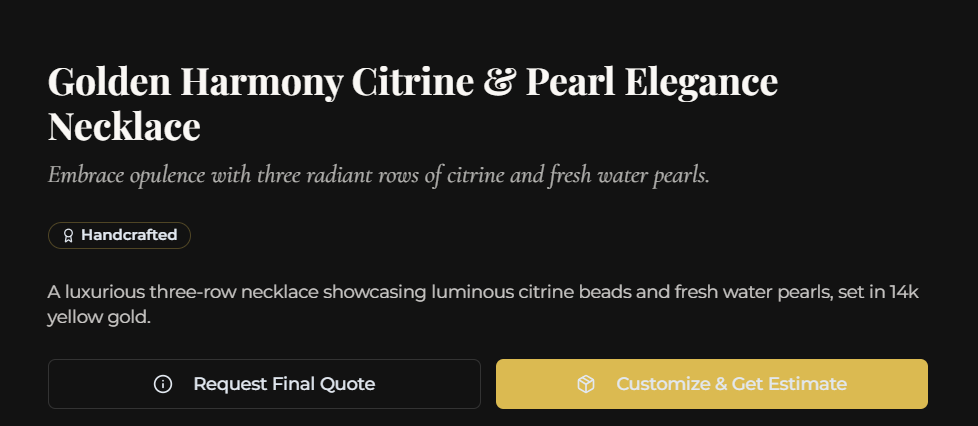 Golden Harmony Citrine & Pearl Elegance
Necklace
Embrace opulence with three radiant rows of citrine and fresh water pearls.
Handcrafted
A luxurious three-row necklace showcasing luminous citrine beads and fresh water pearls, set in 14k
yellow gold.
Request Final Quote
Customize & Get Estimate